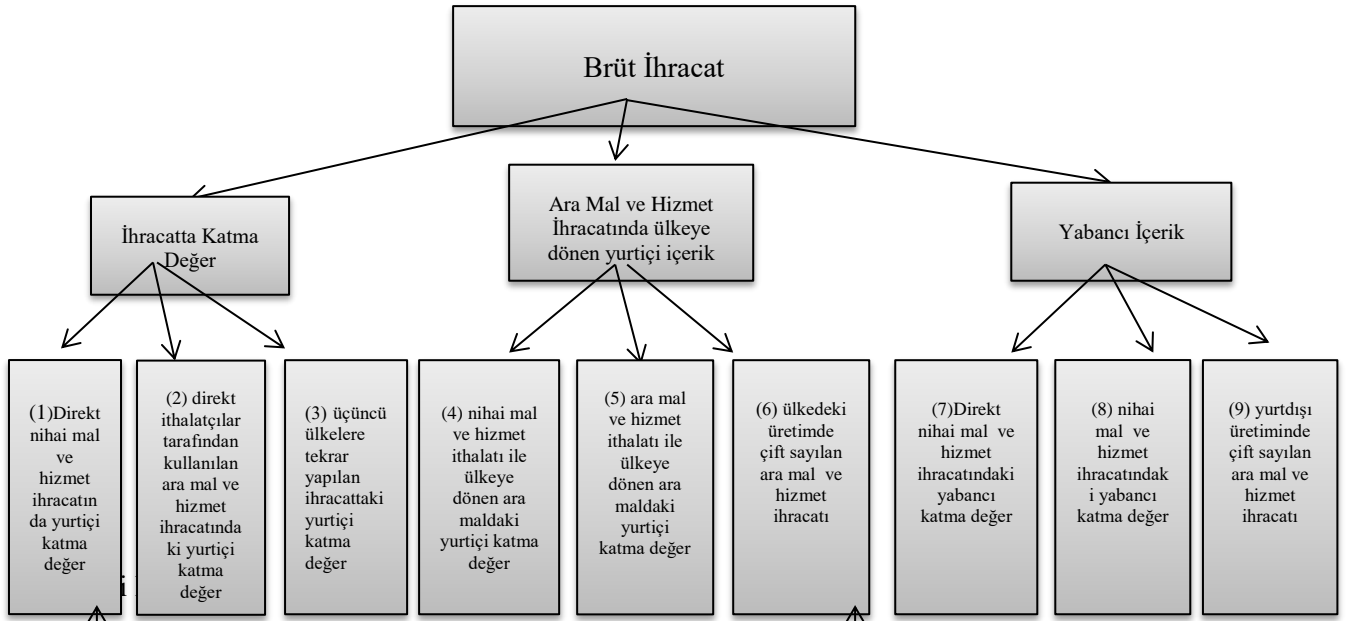 Brüt İhracat
İhracatta Katma
Değer
Ara Mal ve Hizmet
İhracatında ülkeye
dönen yurtiçi içerik
Yabancı İçerik
(1)Direkt
nihai mal
ve
hizmet
ihracatın
da yurtiçi
katma
değer
(2) direkt
ithalatçılar
tarafından
kullanılan
ara mal ve
hizmet
ihracatında
ki yurtiçi
katma
değer
(3) üçüncü
ülkelere
tekrar
yapılan
ihracattaki
yurtiçi
katma
değer
(4) nihai mal
ve hizmet
ithalatı ile
ülkeye
dönen ara
maldaki
yurtiçi katma
değer
(5) ara mal
ve hizmet
ithalatı ile
ülkeye
dönen ara
maldaki
yurtiçi
katma değer
(6) ülkedeki
üretimde
çift sayılan
ara mal ve
hizmet
ihracatı
(7)Direkt
nihai mal ve
hizmet
ihracatındaki
yabancı
katma değer
(8) nihai
mal ve
hizmet
ihracatındak
i yabancı
katma değer
(9) yurtdışı
üretiminde
çift sayılan
ara mal ve
hizmet
ihracatı